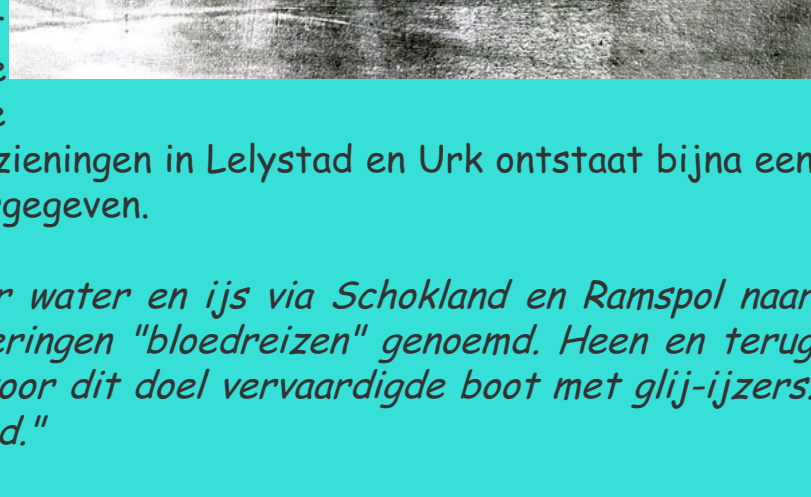 e
e
zieningen in Lelystad en Urk ontstaat bijna een
gegeven.
r water en ijs via Schokland en Ramspol naar
eringen "bloedreizen" genoemd. Heen en terug
oor dit doel vervaardigde boot met glij-ijzers.
d."